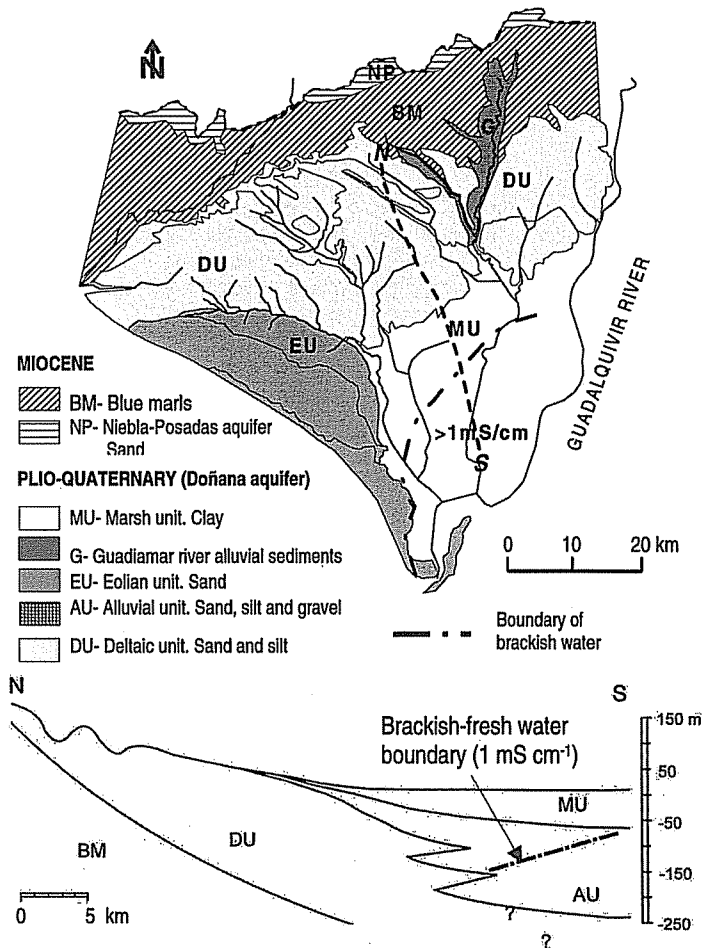 N
NP
BM
G
N
DU
DU
MU
EU
GUADALQUIVIR RIVER
>1mS/cm
S
MIOCENE
BM- Blue marls
NP- Niebla-Posadas aquifer
Sand
PLIO-QUATERNARY (Doñana aquifer)
MU- Marsh unit. Clay
G- Guadiamar river alluvial sediments
EU- Eolian unit. Sand
AU- Alluvial unit. Sand, silt and gravel
DU- Deltaic unit. Sand and silt
0 10 20 km
Boundary of
brackish water
N
S
150 m
Brackish-fresh water
boundary (1 mS cm⁻¹)
50
MU
-50
DU
BM
-150
AU
0 5 km
?
-250
?